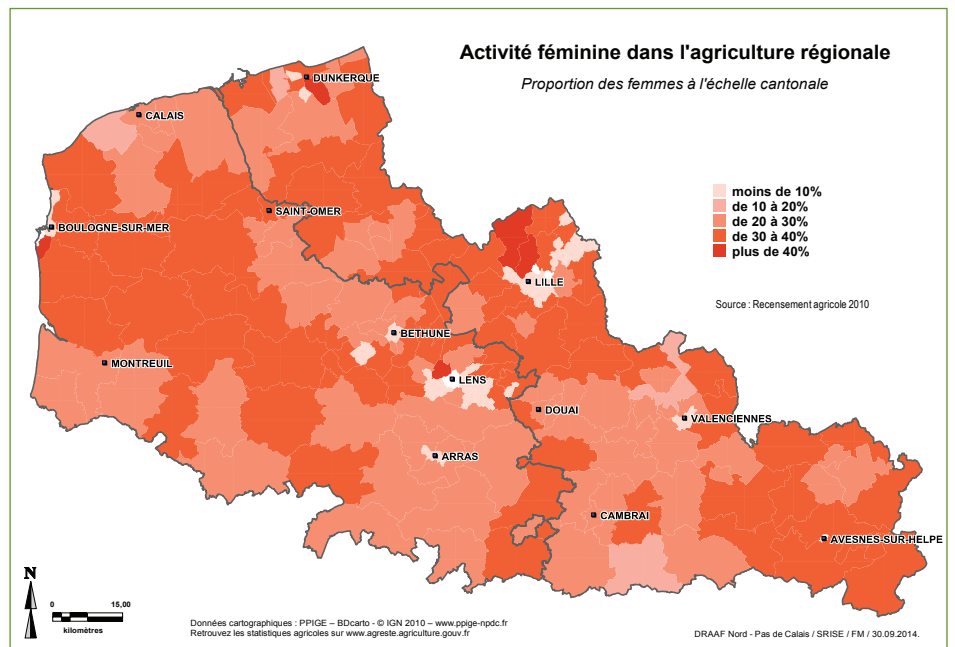 Activité féminine dans l'agriculture régionale
Proportion des femmes à l'échelle cantonale
DUNKERQUE
CALAIS
SAINT-OMER
BOULOGNE-SUR-MER
moins de 10%
de 10 à 20%
de 20 à 30%
de 30 à 40%
plus de 40%
LILLE
Source : Recensement agricole 2010
BETHUNE
MONTREUIL
LENS
DOUAI
VALENCIENNES
ARRAS
CAMBRAI
AVESNES-SUR-HELPE
N
0 15,00
kilomètres
Données cartographiques : PPIGE – BDcarto - © IGN 2010 – www.ppige-npdc.fr
Retrouvez les statistiques agricoles sur www.agreste.agriculture.gouv.fr
DRAAF Nord - Pas de Calais / SRISE / FM / 30.09.2014.